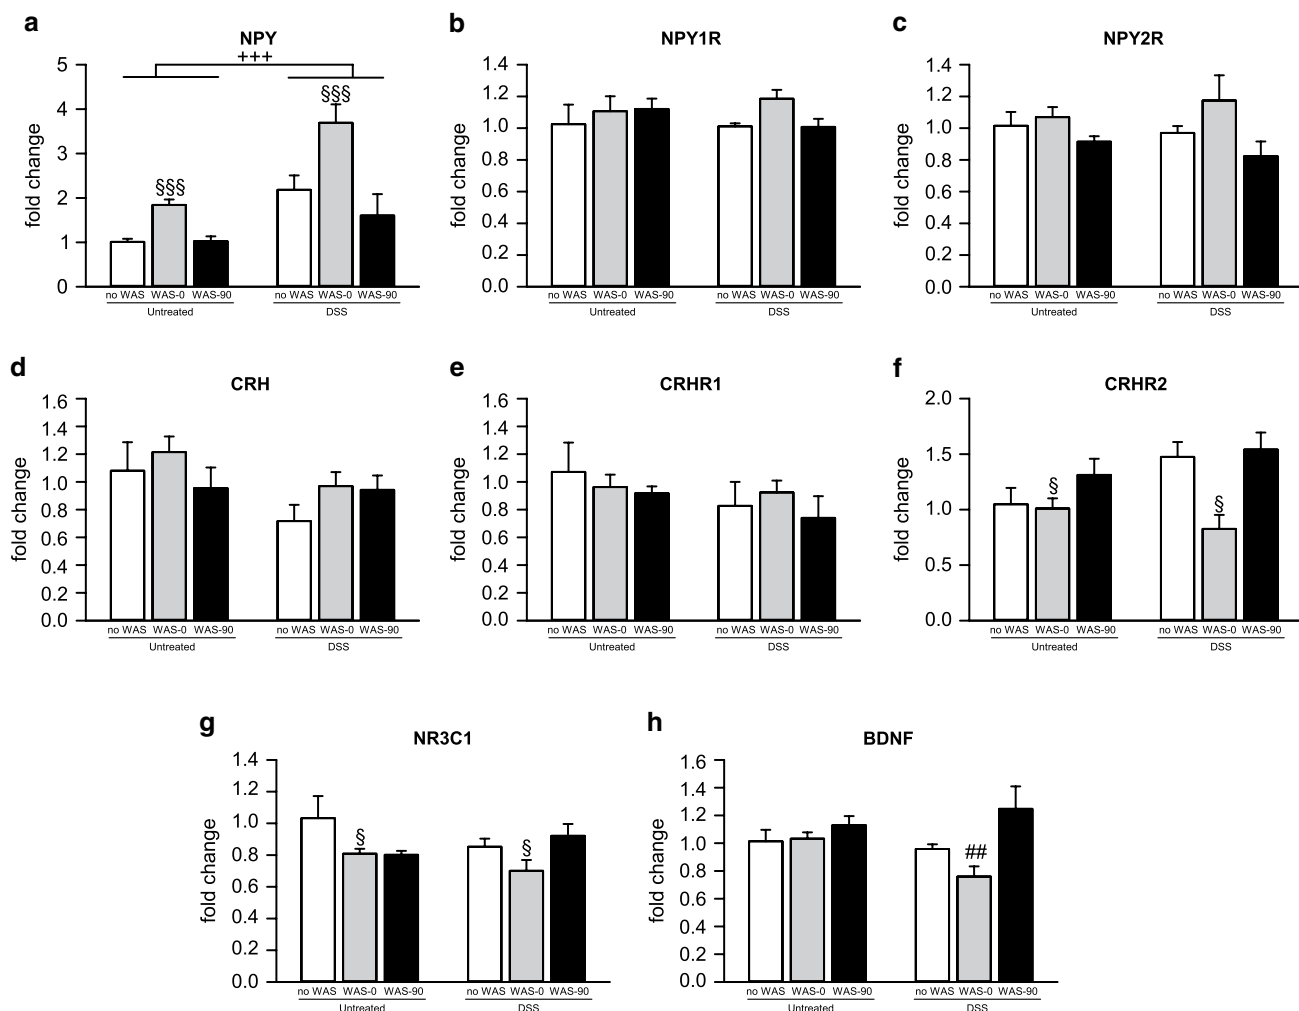 a
NPY
+++
5
4
3
2
1
0
fold change
§§§
§§§
no WAS WAS-0 WAS-90 no WAS WAS-0 WAS-90
Untreated DSS
b
NPY1R
1.4
1.2
1.0
0.8
0.6
0.4
0.2
0.0
fold change
no WAS WAS-0 WAS-90 no WAS WAS-0 WAS-90
Untreated DSS
c
NPY2R
1.4
1.2
1.0
0.8
0.6
0.4
0.2
0.0
fold change
no WAS WAS-0 WAS-90 no WAS WAS-0 WAS-90
Untreated DSS
d
CRH
1.6
1.4
1.2
1.0
0.8
0.6
0.4
0.2
0.0
fold change
no WAS WAS-0 WAS-90 no WAS WAS-0 WAS-90
Untreated DSS
e
CRHR1
1.6
1.4
1.2
1.0
0.8
0.6
0.4
0.2
0.0
fold change
no WAS WAS-0 WAS-90 no WAS WAS-0 WAS-90
Untreated DSS
f
CRHR2
2.0
1.5
1.0
0.5
0.0
fold change
§
§
no WAS WAS-0 WAS-90 no WAS WAS-0 WAS-90
Untreated DSS
g
NR3C1
1.4
1.2
1.0
0.8
0.6
0.4
0.2
0.0
fold change
§
§
no WAS WAS-0 WAS-90 no WAS WAS-0 WAS-90
Untreated DSS
h
BDNF
1.6
1.4
1.2
1.0
0.8
0.6
0.4
0.2
0.0
fold change
##
no WAS WAS-0 WAS-90 no WAS WAS-0 WAS-90
Untreated DSS